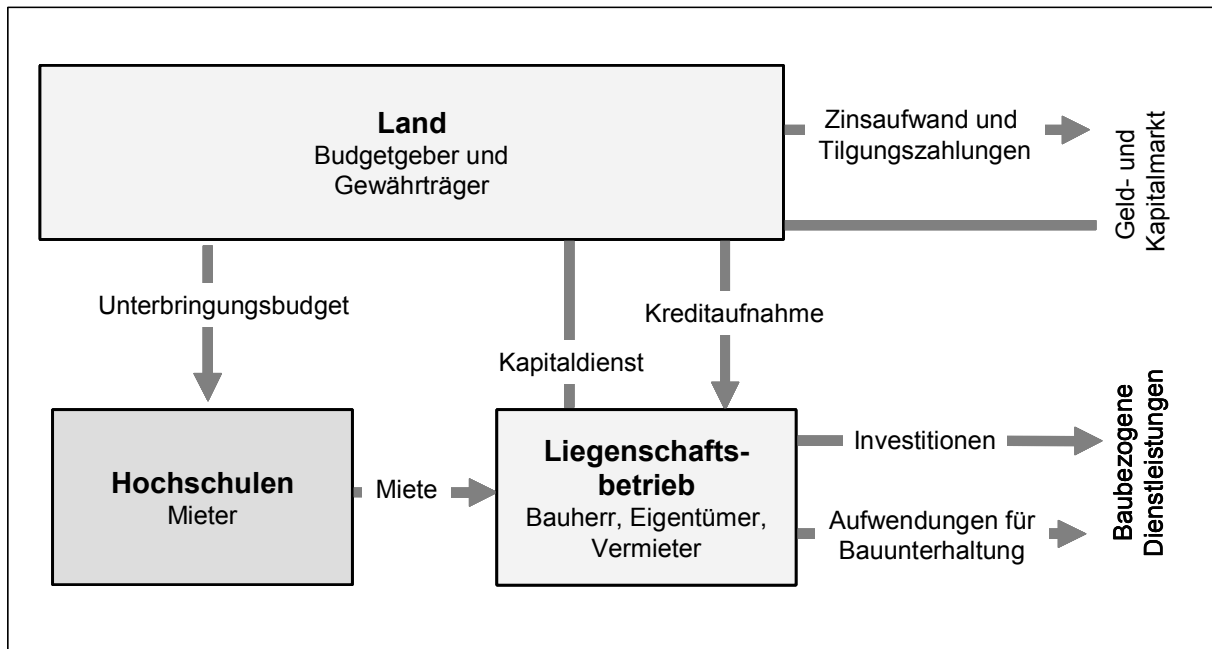 Land
Budgetgeber und
Gewährträger
Zinsaufwand und
Tilgungszahlungen
Geld- und
Kapitalmarkt
Unterbringungsbudget
Kreditaufnahme
Kapitaldienst
Hochschulen
Mieter
Miete
Liegenschafts-
betrieb
Bauherr, Eigentümer,
Vermieter
Investitionen
Aufwendungen für
Bauunterhaltung
Baubezogene
Dienstleistungen